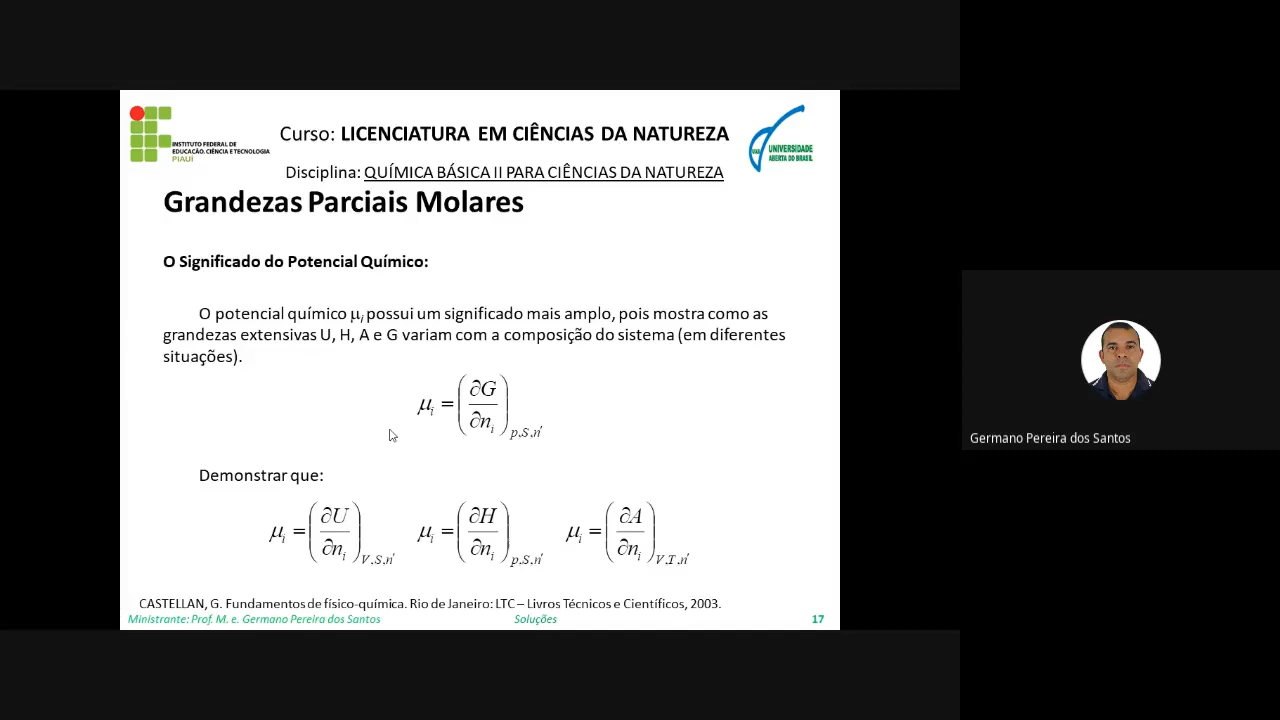 INSTITUTO FEDERAL DE
EDUCAÇÃO, CIÊNCIA E TECNOLOGIA
PIAUÍ
Curso: LICENCIATURA EM CIÊNCIAS DA NATUREZA
UAB
UNIVERSIDADE
ABERTA DO BRASIL
Disciplina: QUÍMICA BÁSICA II PARA CIÊNCIAS DA NATUREZA
Grandezas Parciais Molares
O Significado do Potencial Químico:
O potencial químico μi possui um significado mais amplo, pois mostra como as
grandezas extensivas U, H, A e G variam com a composição do sistema (em diferentes
situações).
μi = (∂G/∂ni)p,S,n'
Demonstrar que:
μi = (∂U/∂ni)V,S,n' μi = (∂H/∂ni)p,S,n' μi = (∂A/∂ni)V,T,n'
CASTELLAN, G. Fundamentos de físico-química. Rio de Janeiro: LTC – Livros Técnicos e Científicos, 2003.
Ministrante: Prof. M. e. Germano Pereira dos Santos Soluções 17
Germano Pereira dos Santos